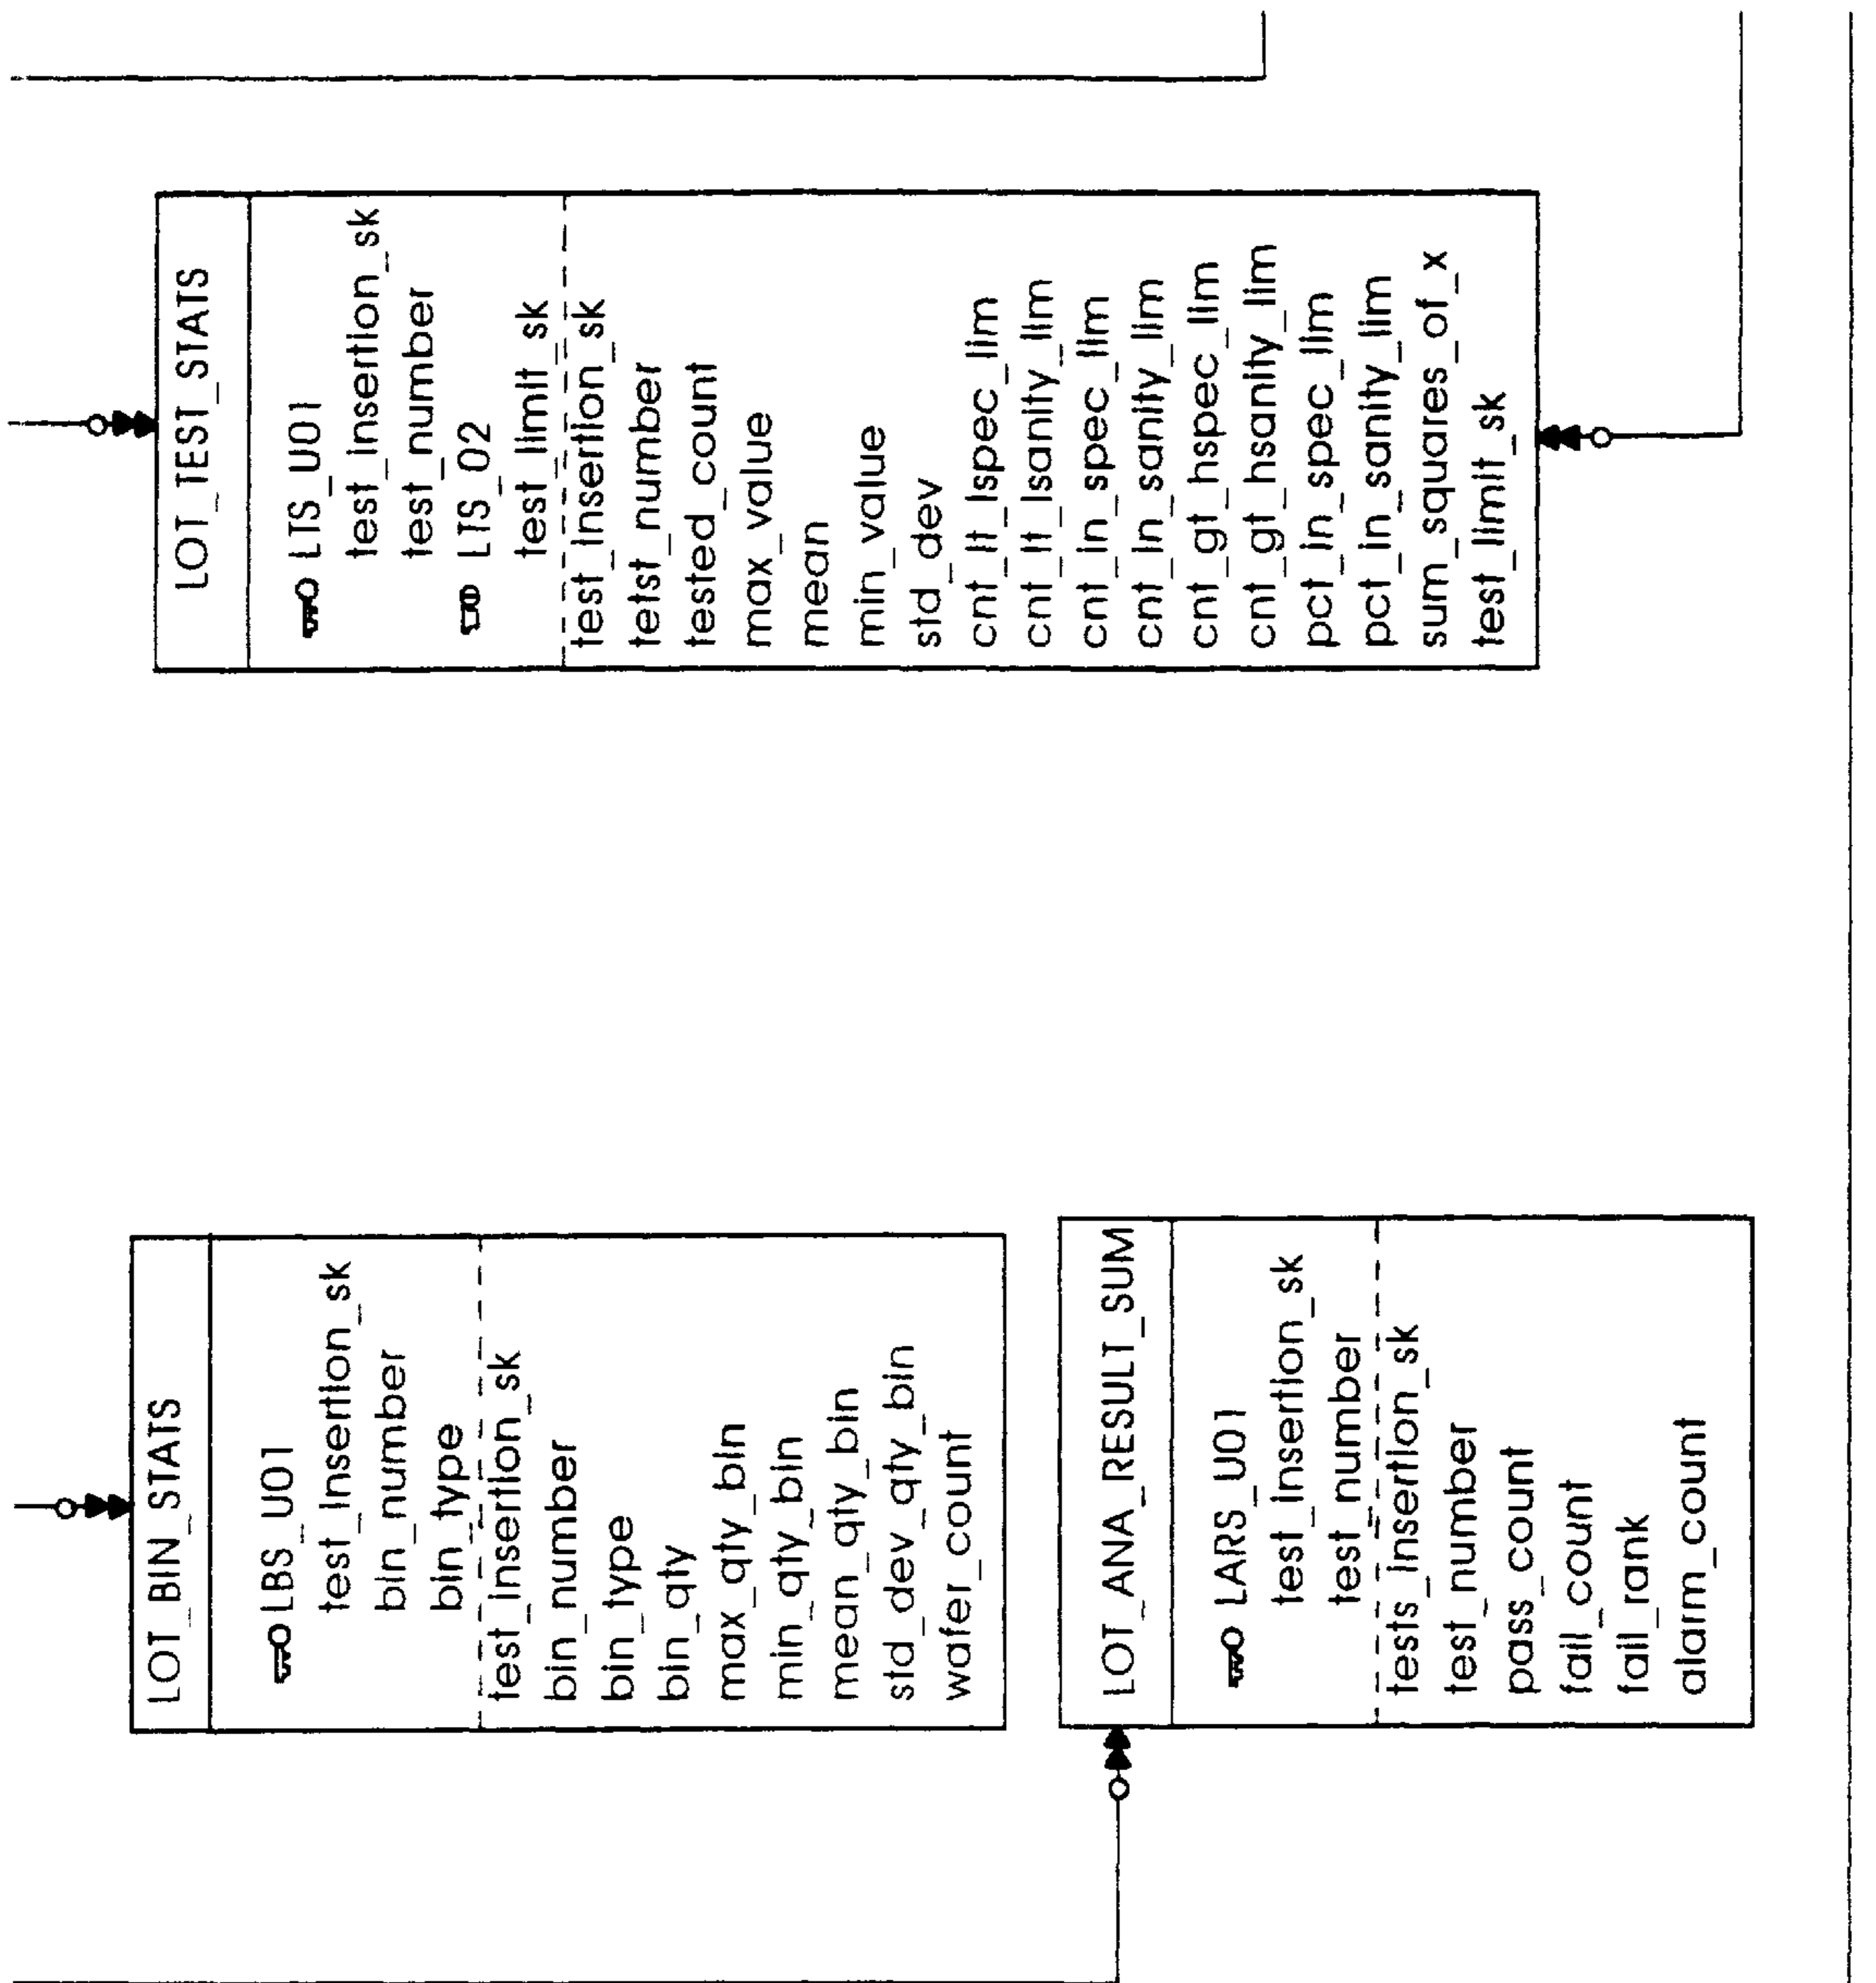 LOT_BIN_STATS
LBS_U01
test_insertion_sk
bin_number
bin_type
test_insertion_sk
bin_number
bin_type
bin_qty
max_qty_bin
min_qty_bin
mean_qty_bin
std_dev_qty_bin
wafer_count
LOT_ANA_RESULT_SUM
LARS_U01
test_insertion_sk
test_number
tests_insertion_sk
test_number
pass_count
fail_count
fail_rank
alarm_count
LOT_TEST_STATS
LTS_U01
test_insertion_sk
test_number
LTS_02
test_limit_sk
test_insertion_sk
tetst_number
tested_count
max_value
mean
min_value
std_dev
cnt_lt_lspec_lim
cnt_lt_lsanity_lim
cnt_in_spec_lim
cnt_in_sanity_lim
cnt_gt_hspec_lim
cnt_gt_hsanity_lim
pct_in_spec_lim
pct_in_sanity_lim
sum_squares_of_x
test_limit_sk